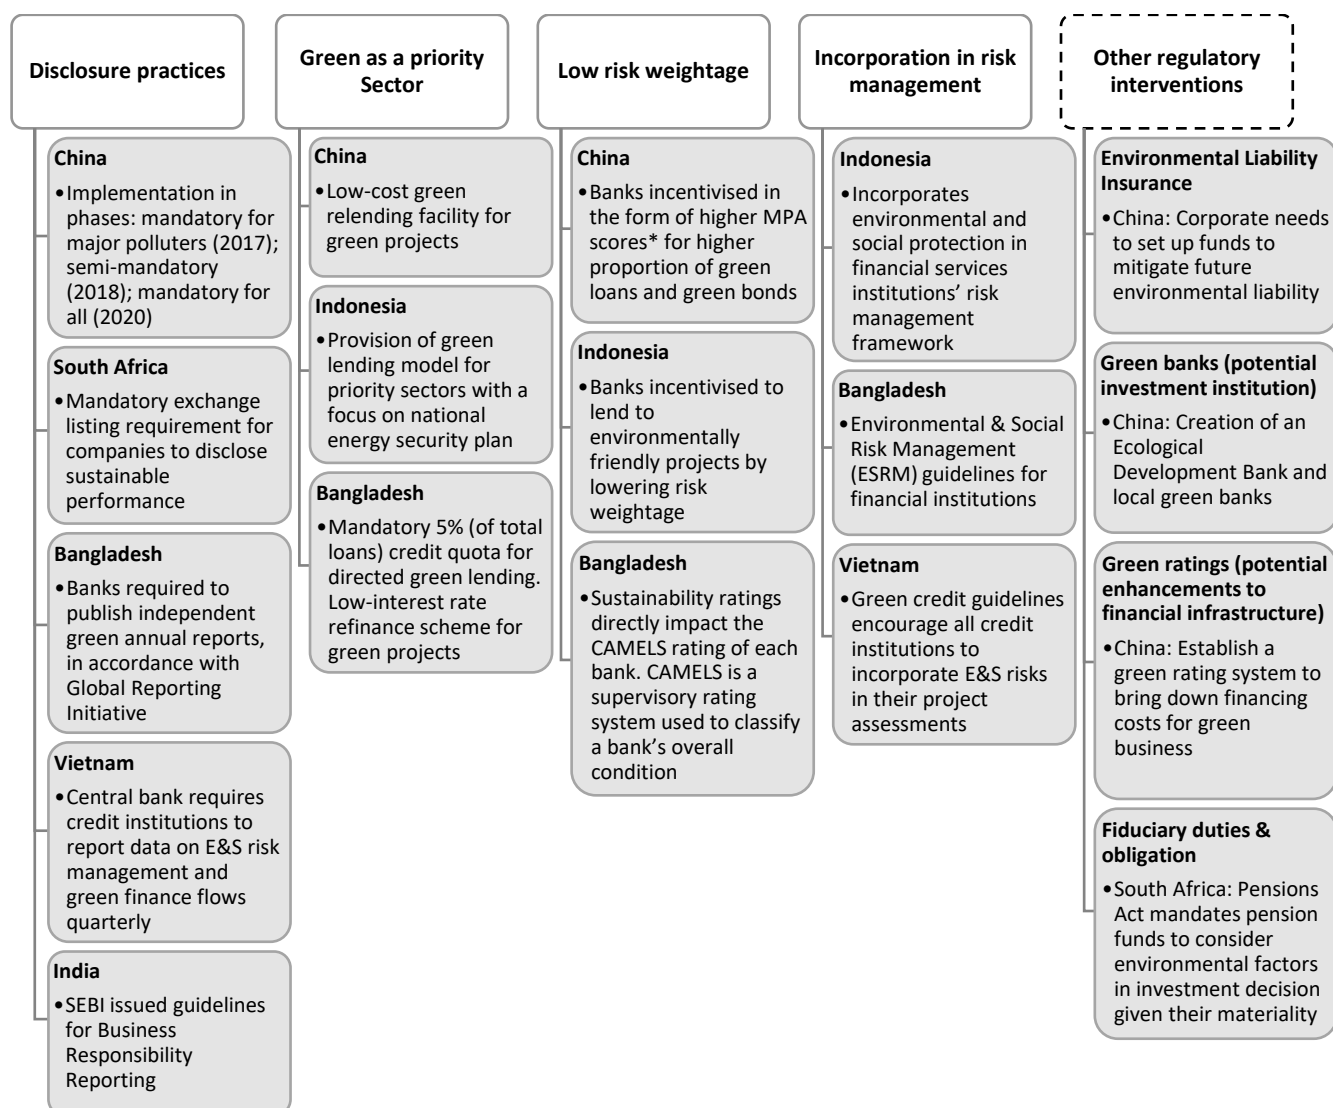 Disclosure practices
China
•Implementation in
phases: mandatory for
major polluters (2017);
semi-mandatory
(2018); mandatory for
all (2020)
South Africa
•Mandatory exchange
listing requirement for
companies to disclose
sustainable
performance
Bangladesh
•Banks required to
publish independent
green annual reports,
in accordance with
Global Reporting
Initiative
Vietnam
•Central bank requires
credit institutions to
report data on E&S risk
management and
green finance flows
quarterly
India
•SEBI issued guidelines
for Business
Responsibility
Reporting
Green as a priority
Sector
China
•Low-cost green
relending facility for
green projects
Indonesia
•Provision of green
lending model for
priority sectors with a
focus on national
energy security plan
Bangladesh
•Mandatory 5% (of total
loans) credit quota for
directed green lending.
Low-interest rate
refinance scheme for
green projects
Low risk weightage
China
•Banks incentivised in
the form of higher MPA
scores* for higher
proportion of green
loans and green bonds
Indonesia
•Banks incentivised to
lend to
environmentally
friendly projects by
lowering risk
weightage
Bangladesh
•Sustainability ratings
directly impact the
CAMELS rating of each
bank. CAMELS is a
supervisory rating
system used to classify
a bank's overall
condition
Incorporation in risk
management
Indonesia
•Incorporates
environmental and
social protection in
financial services
institutions' risk
management
framework
Bangladesh
•Environmental & Social
Risk Management
(ESRM) guidelines for
financial institutions
Vietnam
•Green credit guidelines
encourage all credit
institutions to
incorporate E&S risks
in their project
assessments
Other regulatory
interventions
Environmental Liability
Insurance
•China: Corporate needs
to set up funds to
mitigate future
environmental liability
Green banks (potential
investment institution)
•China: Creation of an
Ecological
Development Bank and
local green banks
Green ratings (potential
enhancements to
financial infrastructure)
•China: Establish a
green rating system to
bring down financing
costs for green
business
Fiduciary duties &
obligation
•South Africa: Pensions
Act mandates pension
funds to consider
environmental factors
in investment decision
given their materiality